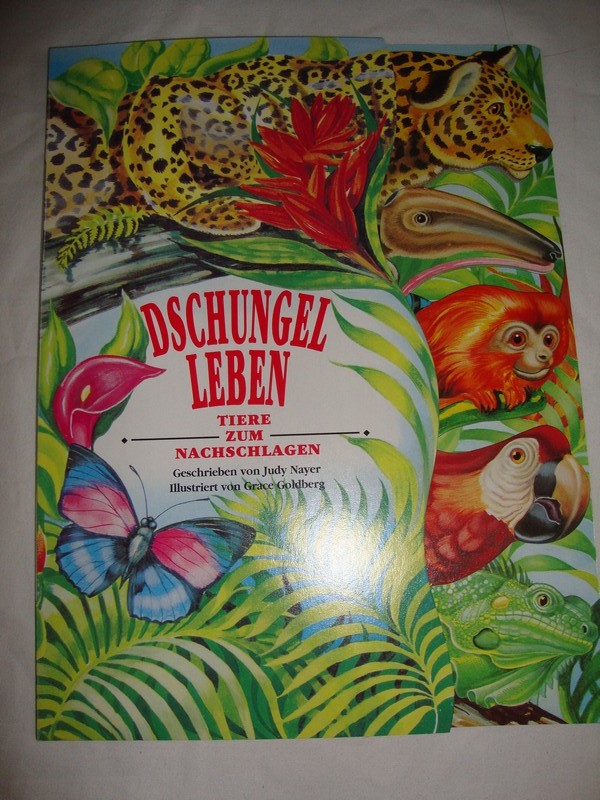 DSCHUNGEL
LEBEN
TIERE
ZUM
NACHSCHLAGEN
Geschrieben von Judy Nayer
Illustriert von Grace Goldberg